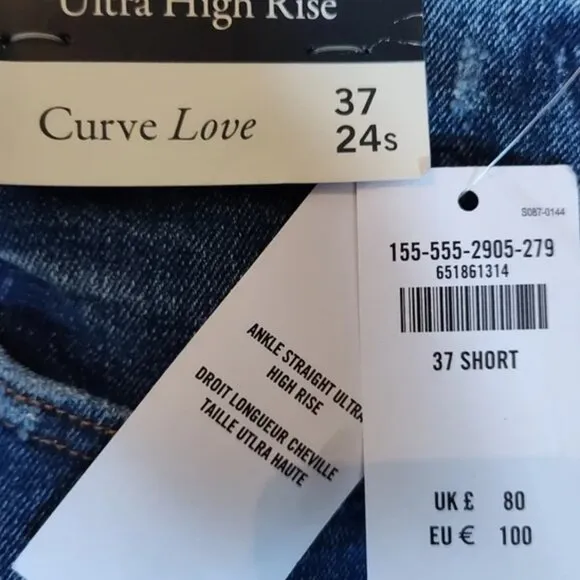 Ultra High Rise
Curve Love
37
24s
S087-0144
155-555-2905-279
651861314
37 SHORT
ANKLE STRAIGHT ULTRA
HIGH RISE
DROIT LONGUEUR CHEVILLE
TAILLE UTLRA HAUTE
UK £ 80
EU € 100